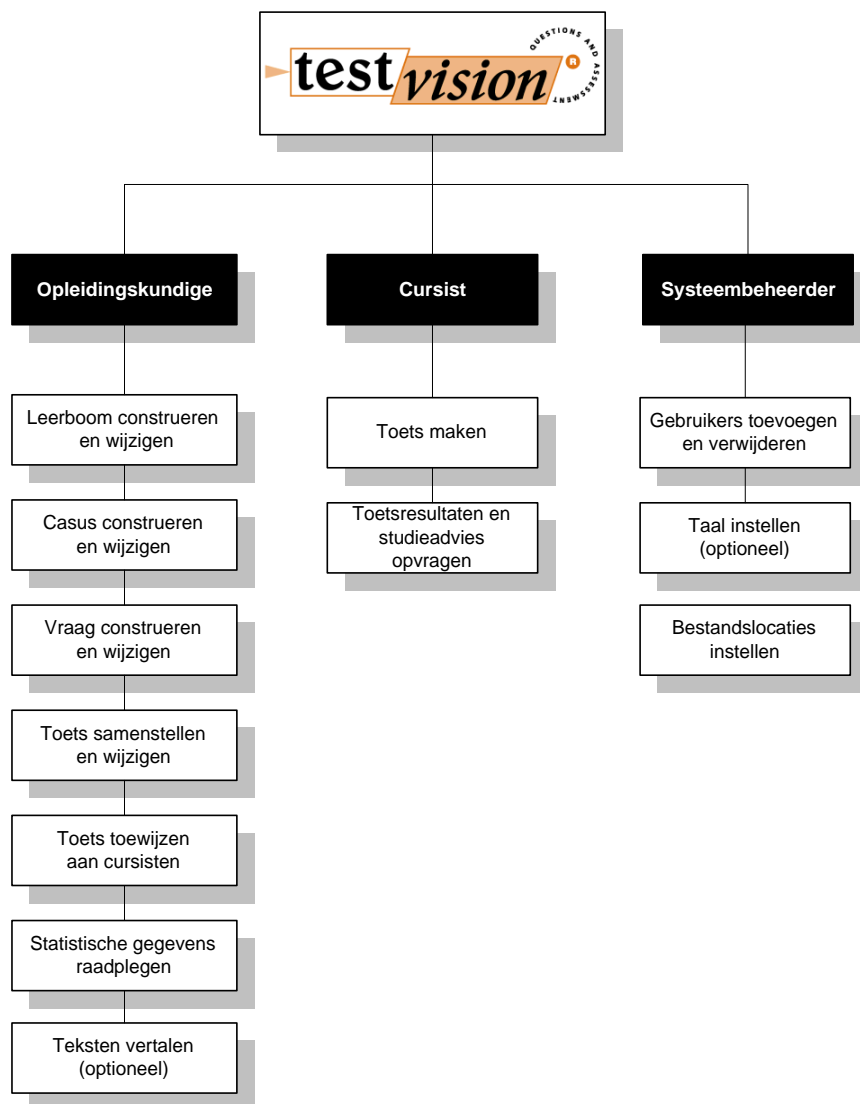 test vision ®
QUESTIONS AND ASSESSMENT
Opleidingskundige
Leerboom construeren
en wijzigen
Casus construeren
en wijzigen
Vraag construeren
en wijzigen
Toets samenstellen
en wijzigen
Toets toewijzen
aan cursisten
Statistische gegevens
raadplegen
Teksten vertalen
(optioneel)
Cursist
Toets maken
Toetsresultaten en
studieadvies
opvragen
Systeembeheerder
Gebruikers toevoegen
en verwijderen
Taal instellen
(optioneel)
Bestandslocaties
instellen